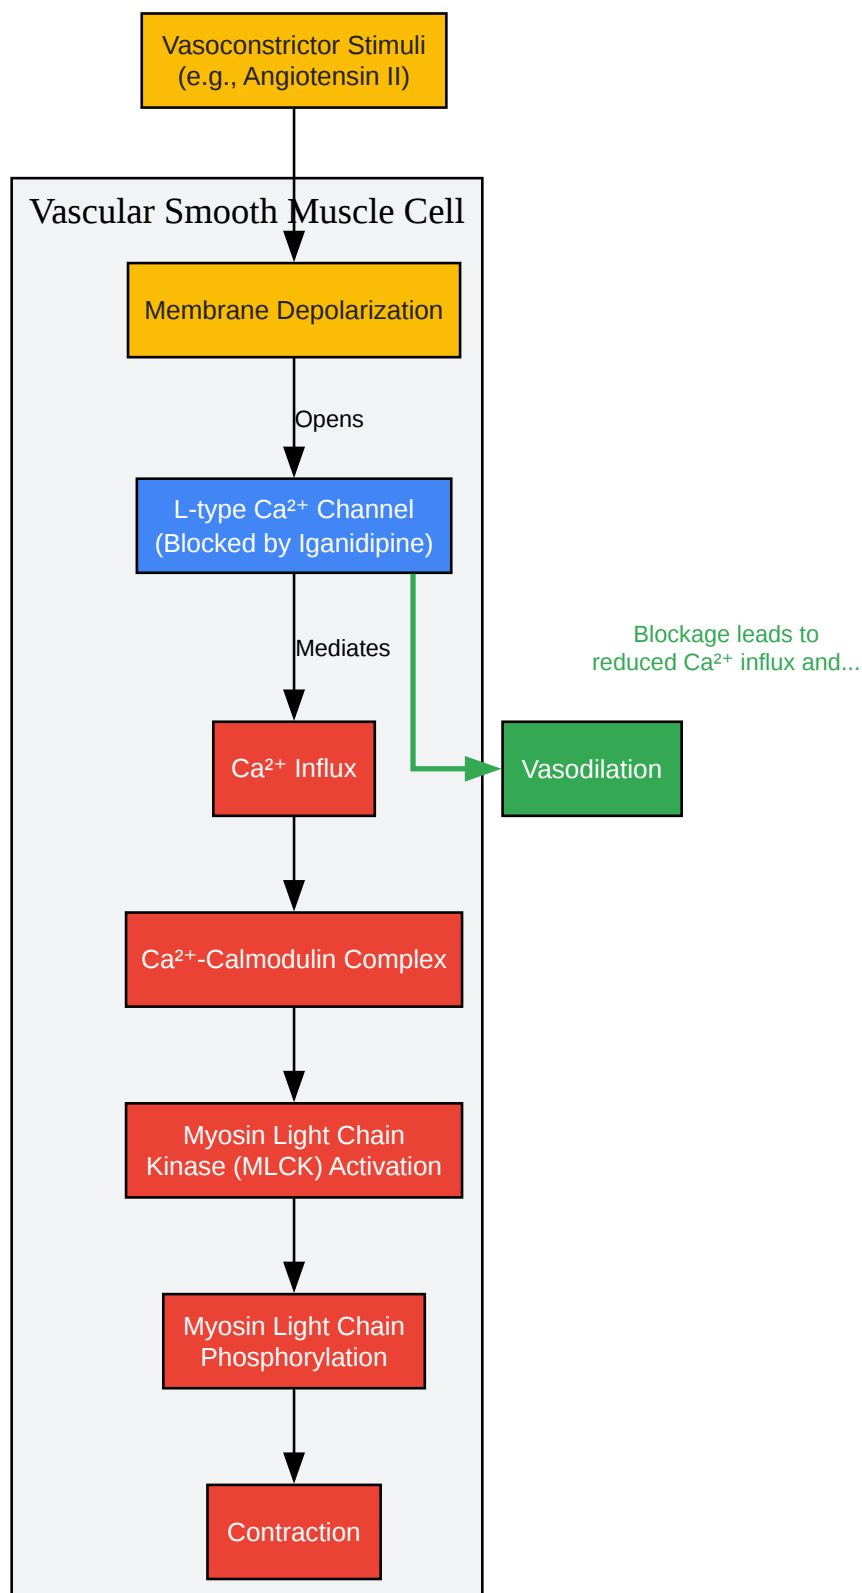 Vasoconstrictor Stimuli
(e.g., Angiotensin II)
Vascular Smooth Muscle Cell
Membrane Depolarization
Opens
L-type Ca²⁺ Channel
(Blocked by Iganidipine)
Mediates
Blockage leads to
reduced Ca²⁺ influx and...
Ca²⁺ Influx
Vasodilation
Ca²⁺-Calmodulin Complex
Myosin Light Chain
Kinase (MLCK) Activation
Myosin Light Chain
Phosphorylation
Contraction